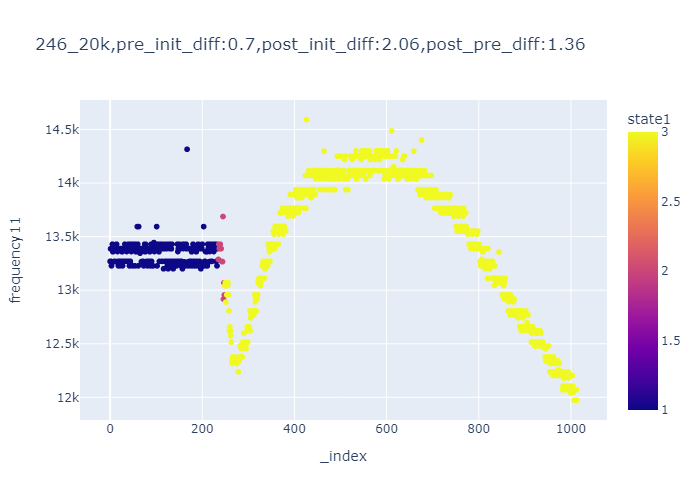 246_20k,pre_init_diff:0.7,post_init_diff:2.06,post_pre_diff:1.36
state1
3
2.5
2
1.5
1
14.5k
14k
13.5k
13k
12.5k
12k
frequency11
0
200
400
600
800
1000
_index